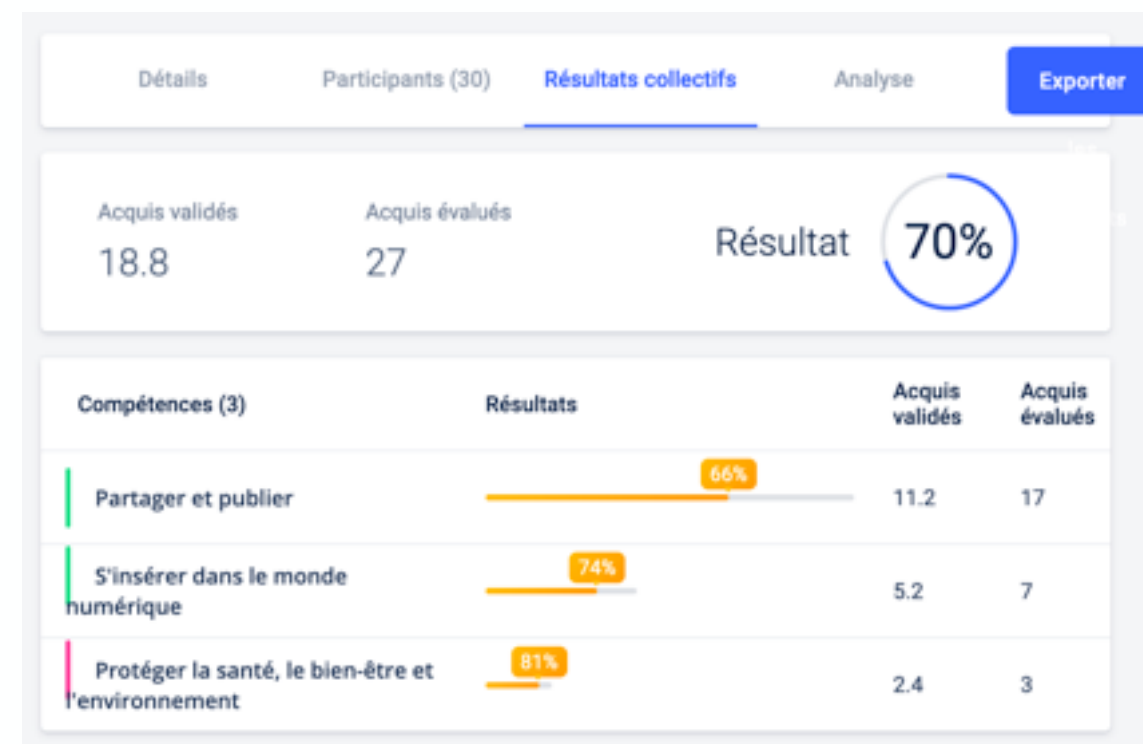 Détails Participants (30) Résultats collectifs Analyse Exporter
Acquis validés Acquis évalués
18.8 27 Résultat 70%
Compétences (3) Résultats Acquis validés Acquis évalués
Partager et publier 66% 11.2 17
S'insérer dans le monde
numérique 74% 5.2 7
Protéger la santé, le bien-être et
l'environnement 81% 2.4 3